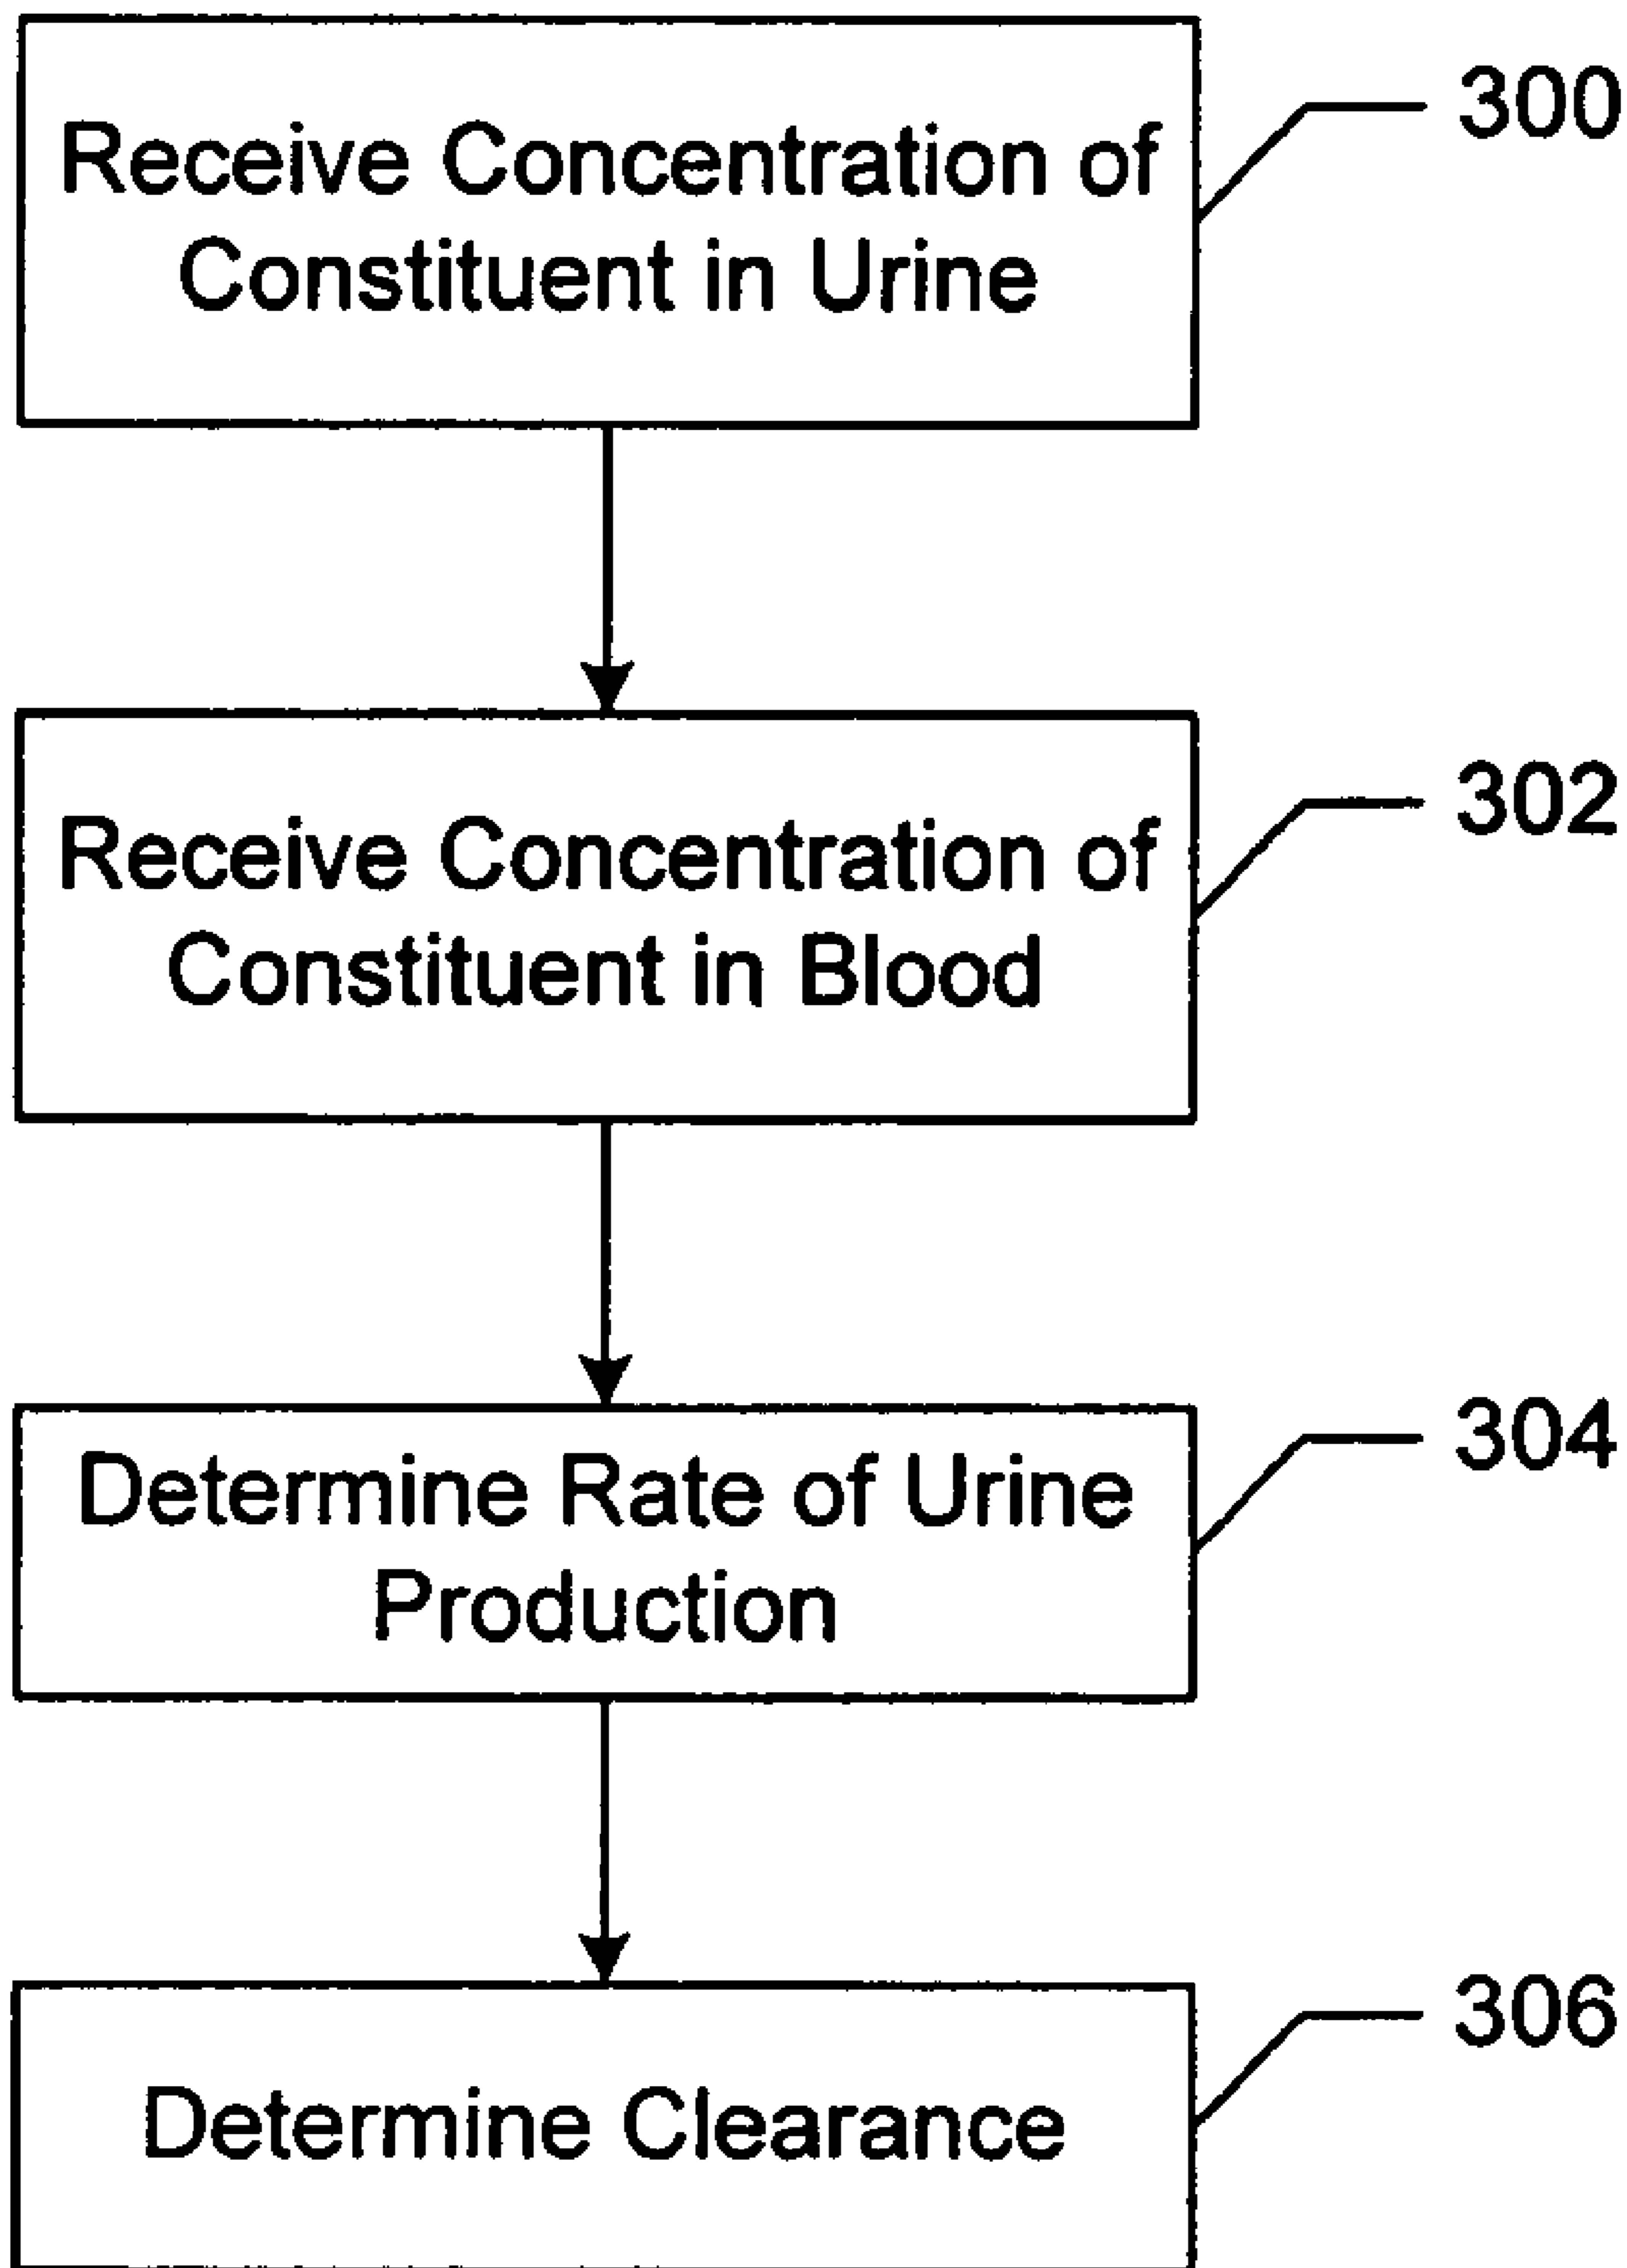 Receive Concentration of
Constituent in Urine
300
Receive Concentration of
Constituent in Blood
302
Determine Rate of Urine
Production
304
Determine Clearance
306